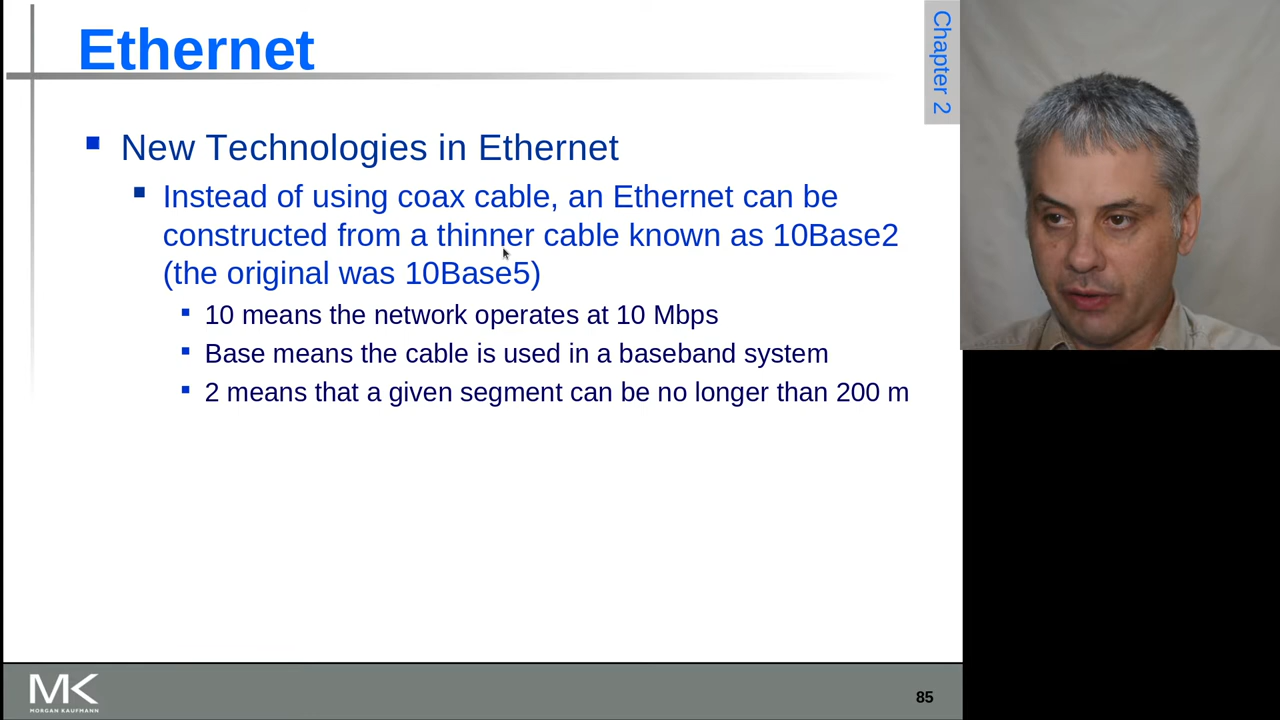 Ethernet
Chapter 2
New Technologies in Ethernet
Instead of using coax cable, an Ethernet can be
constructed from a thinner cable known as 10Base2
(the original was 10Base5)
10 means the network operates at 10 Mbps
Base means the cable is used in a baseband system
2 means that a given segment can be no longer than 200 m
MK
MORGAN KAUFMANN
85